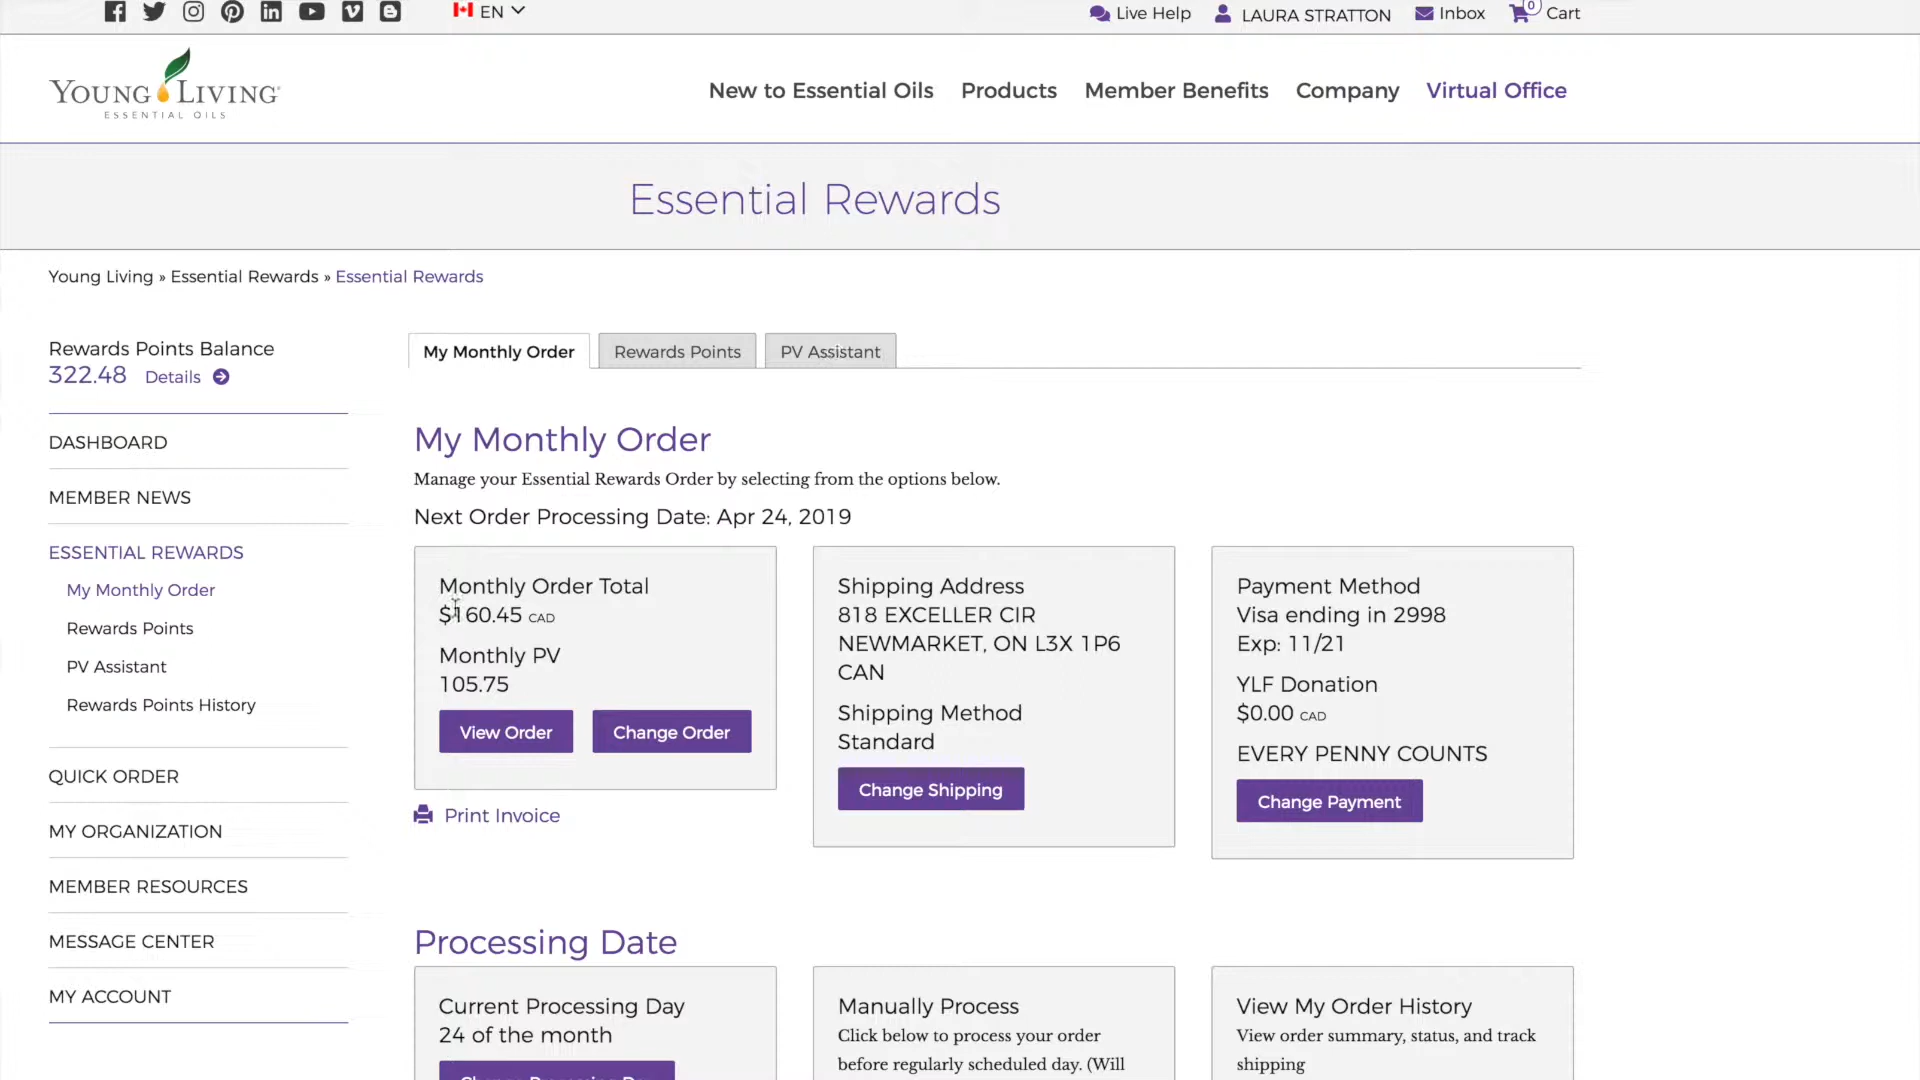 EN
Live Help
LAURA STRATTON
Inbox
0
Cart
YOUNG LIVING
ESSENTIAL OILS
New to Essential Oils
Products
Member Benefits
Company
Virtual Office
Essential Rewards
Young Living » Essential Rewards » Essential Rewards
Rewards Points Balance
322.48 Details
DASHBOARD
MEMBER NEWS
ESSENTIAL REWARDS
My Monthly Order
Rewards Points
PV Assistant
Rewards Points History
QUICK ORDER
MY ORGANIZATION
MEMBER RESOURCES
MESSAGE CENTER
MY ACCOUNT
My Monthly Order
Rewards Points
PV Assistant
My Monthly Order
Manage your Essential Rewards Order by selecting from the options below.
Next Order Processing Date: Apr 24, 2019
Monthly Order Total
$160.45 CAD
Monthly PV
105.75
View Order
Change Order
Print Invoice
Shipping Address
818 EXCELLER CIR
NEWMARKET, ON L3X 1P6
CAN
Shipping Method
Standard
Change Shipping
Payment Method
Visa ending in 2998
Exp: 11/21
YLF Donation
$0.00 CAD
EVERY PENNY COUNTS
Change Payment
Processing Date
Current Processing Day
24 of the month
Manually Process
Click below to process your order
before regularly scheduled day. (Will
View My Order History
View order summary, status, and track
shipping